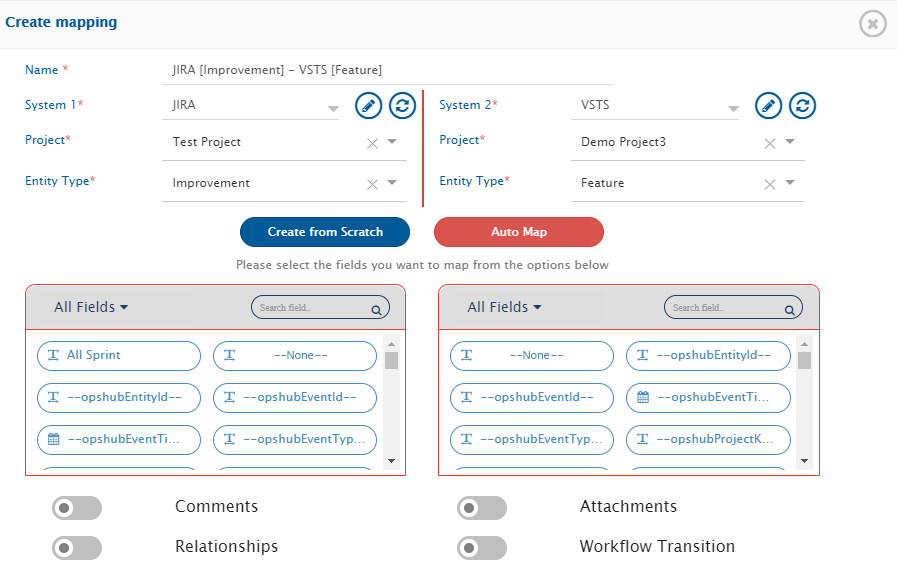 Create mapping
Name * JIRA [Improvement] - VSTS [Feature]
System 1* JIRA System 2* VSTS
Project* Test Project Project* Demo Project3
Entity Type* Improvement Entity Type* Feature
Create from Scratch Auto Map
Please select the fields you want to map from the options below
All Fields Search field.. All Fields Search field..
All Sprint --None-- --None-- --opshubEntityId--
--opshubEntityId-- --opshubEventId-- --opshubEventId-- --opshubEventTi...
--opshubEventTi... --opshubEventTyp... --opshubEventTyp... --opshubProjectK...
Comments Attachments
Relationships Workflow Transition